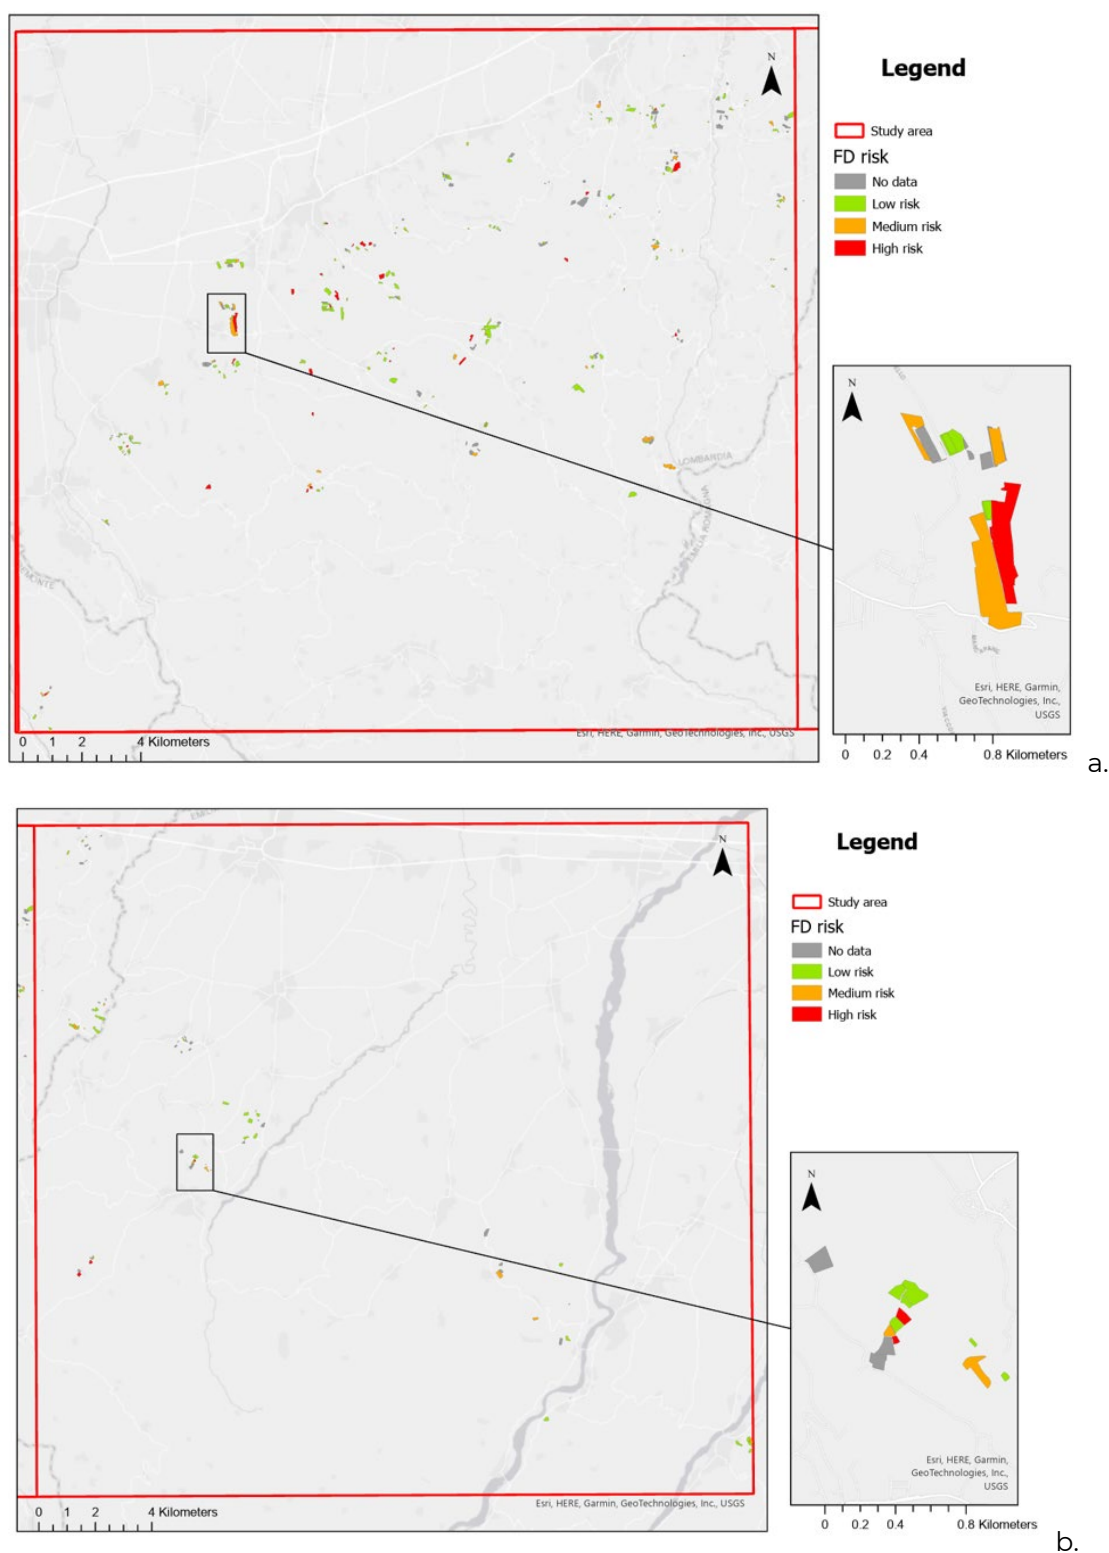 N
Legend
Study area
FD risk
No data
Low risk
Medium risk
High risk
LOMBANDIA
EMILIA ROMAGNA
Esri, HERE, Garmin, GeoTechnologies, Inc., USGS
0 1 2 4 Kilometers
N
Esri, HERE, Garmin,
GeoTechnologies, Inc.,
USGS
0 0.2 0.4 0.8 Kilometers
a.
N
Legend
Study area
FD risk
No data
Low risk
Medium risk
High risk
Esri, HERE, Garmin, GeoTechnologies, Inc., USGS
0 1 2 4 Kilometers
N
Esri, HERE, Garmin,
GeoTechnologies, Inc.,
USGS
0 0.2 0.4 0.8 Kilometers
b.